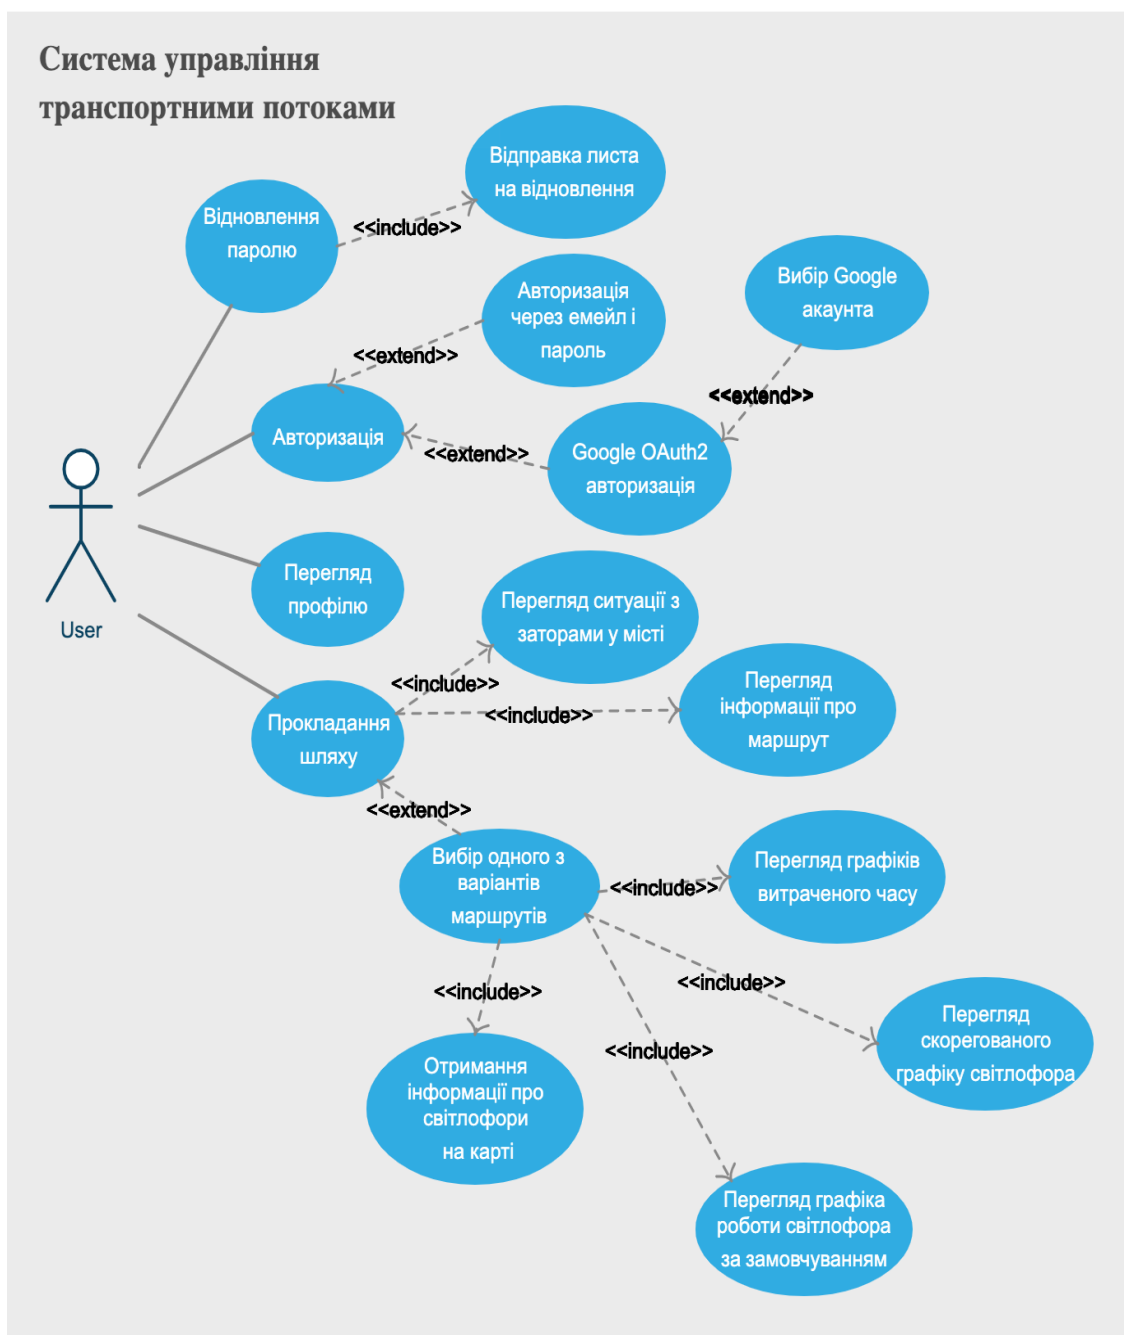 Система управління
транспортними потоками
Відправка листа
на відновлення
Відновлення
паролю
<<include>>
Авторизація
через емейл і
пароль
Вибір Google
акаунта
<<extend>>
<<extend>>
Авторизація
<<extend>>
Google OAuth2
авторизація
Перегляд
профілю
User
Перегляд ситуації з
заторами у місті
<<include>>
<<include>>
Перегляд
інформації про
маршрут
Прокладання
шляху
<<extend>>
Вибір одного з
варіантів
маршрутів
<<include>>
Перегляд графіків
витраченого часу
<<include>>
<<include>>
<<include>>
Перегляд
скорегованого
графіку світлофора
Отримання
інформації про
світлофори
на карті
Перегляд графіка
роботи світлофора
за замовчуванням